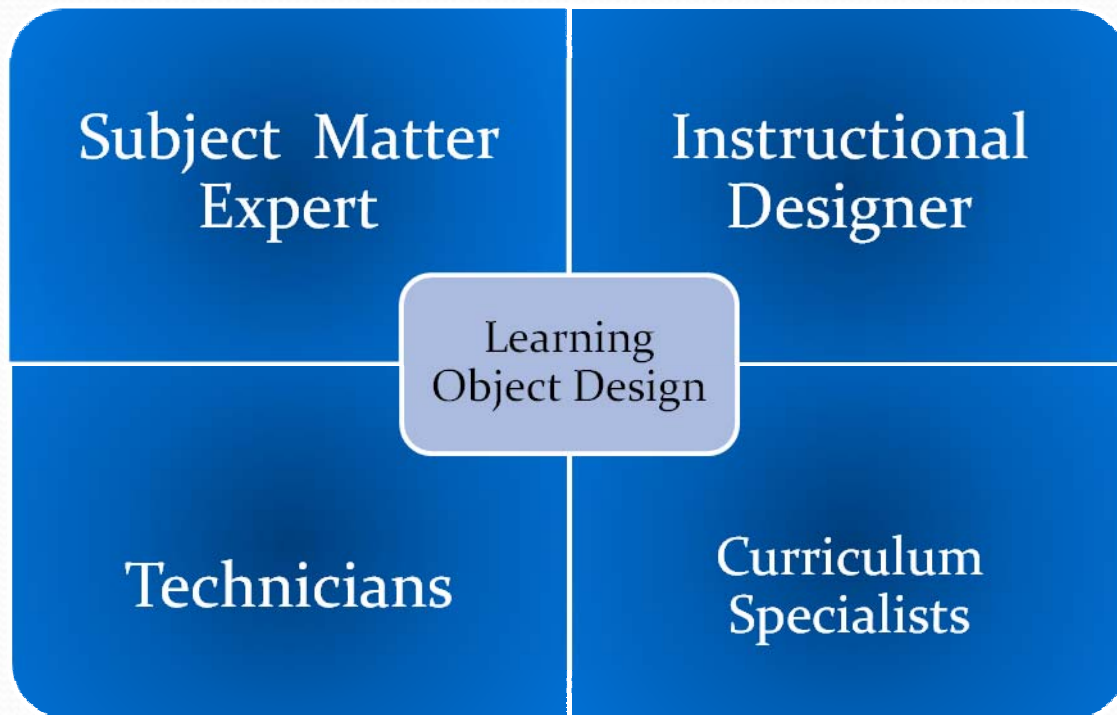 Subject Matter
Expert
Instructional
Designer
Learning
Object Design
Technicians
Curriculum
Specialists